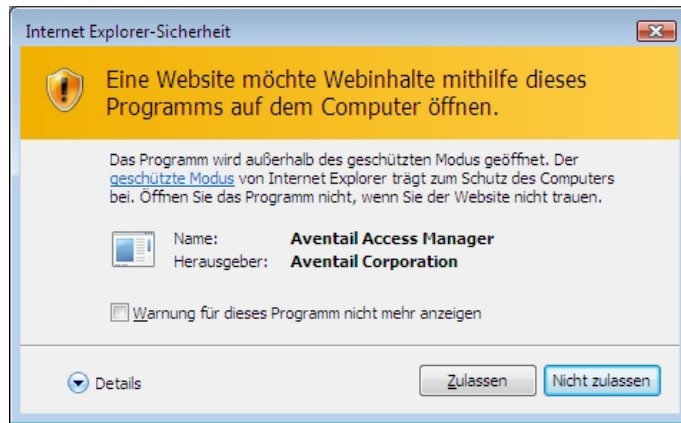 Internet Explorer-Sicherheit
Eine Website möchte Webinhalte mithilfe dieses
Programms auf dem Computer öffnen.
Das Programm wird außerhalb des geschützten Modus geöffnet. Der
geschützte Modus von Internet Explorer trägt zum Schutz des Computers
bei. Öffnen Sie das Programm nicht, wenn Sie der Website nicht trauen.
Name: Aventail Access Manager
Herausgeber: Aventail Corporation
Warnung für dieses Programm nicht mehr anzeigen
Details Zulassen Nicht zulassen